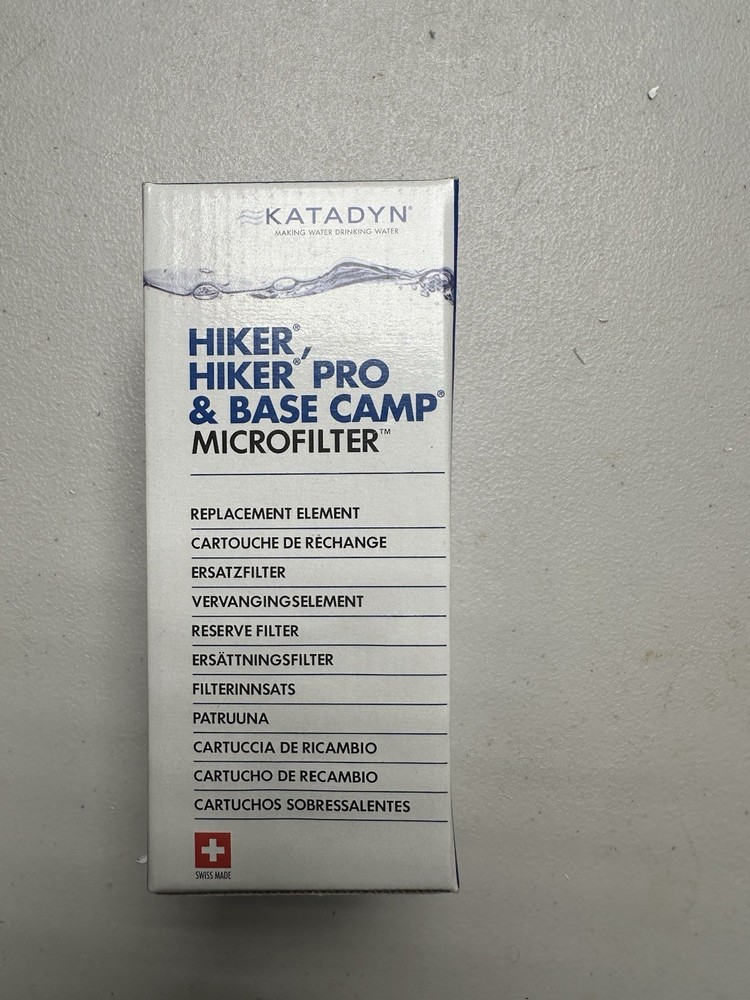 KATADYN®
MAKING WATER DRINKING WATER
HIKER®,
HIKER® PRO
& BASE CAMP®
MICROFILTER™
REPLACEMENT ELEMENT
CARTOUCHE DE RÊCHANGE
ERSATZFILTER
VERVANGINGSELEMENT
RESERVE FILTER
ERSÄTTNINGSFILTER
FILTERINNSATS
PATRUUNA
CARTUCCIA DE RICAMBIO
CARTUCHO DE RECAMBIO
CARTUCHOS SOBRESSALENTES
SWISS MADE